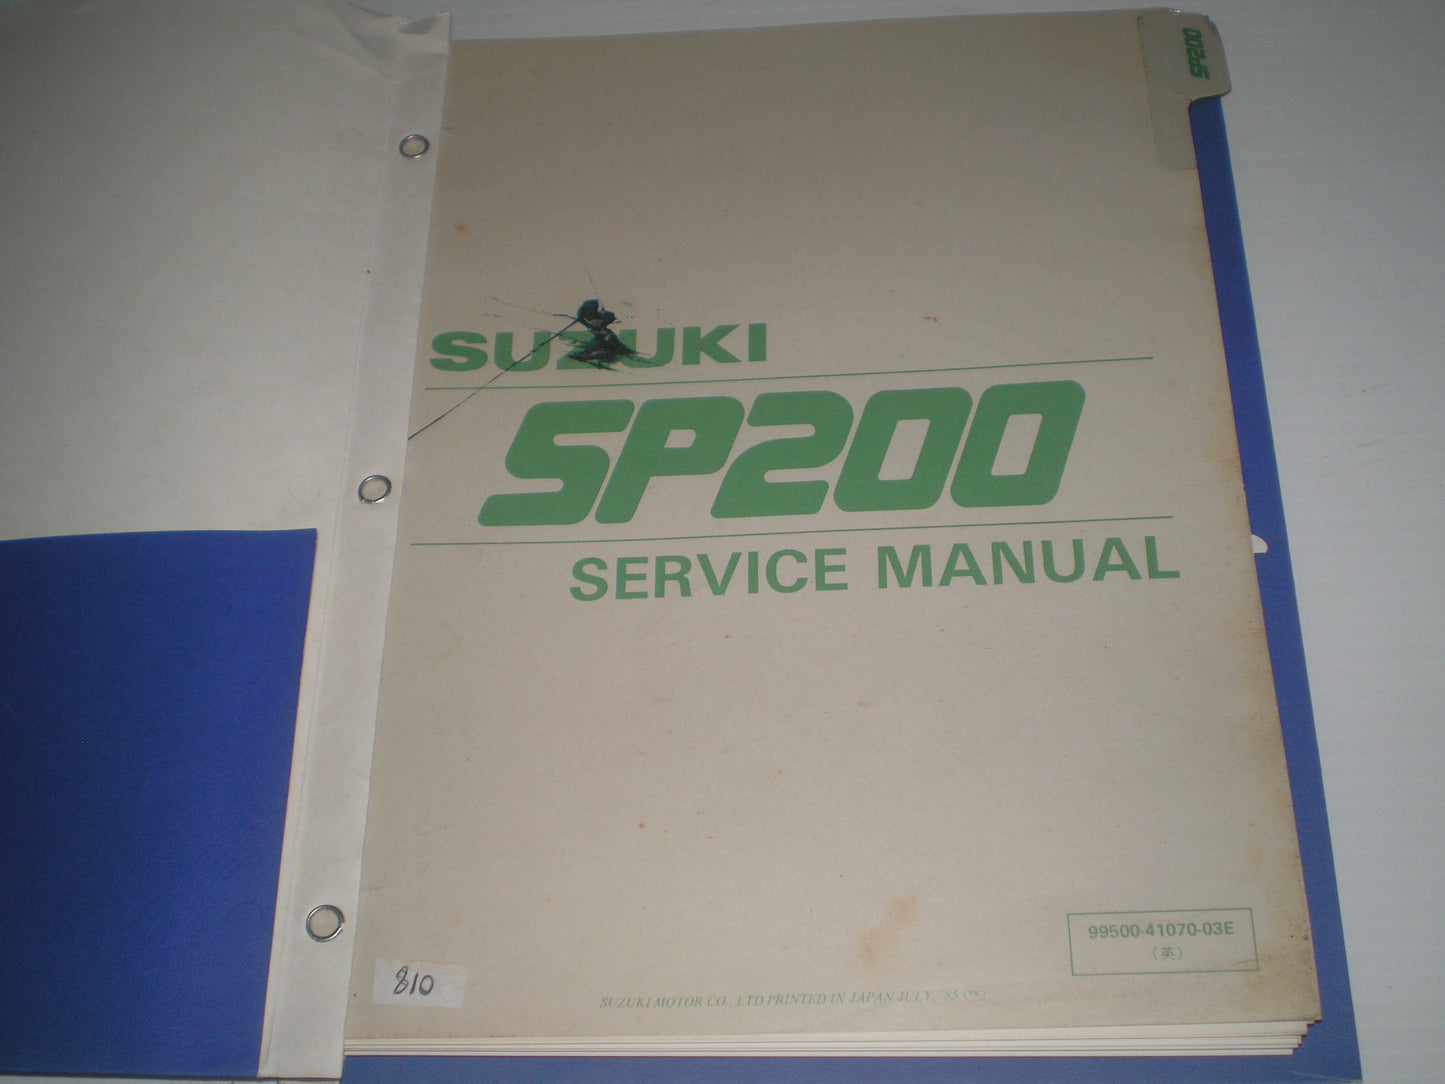 SP200
SUZUKI
SP200
SERVICE MANUAL
99500-41070-03E
(英)
810
SUZUKI MOTOR CO., LTD PRINTED IN JAPAN JULY, '85